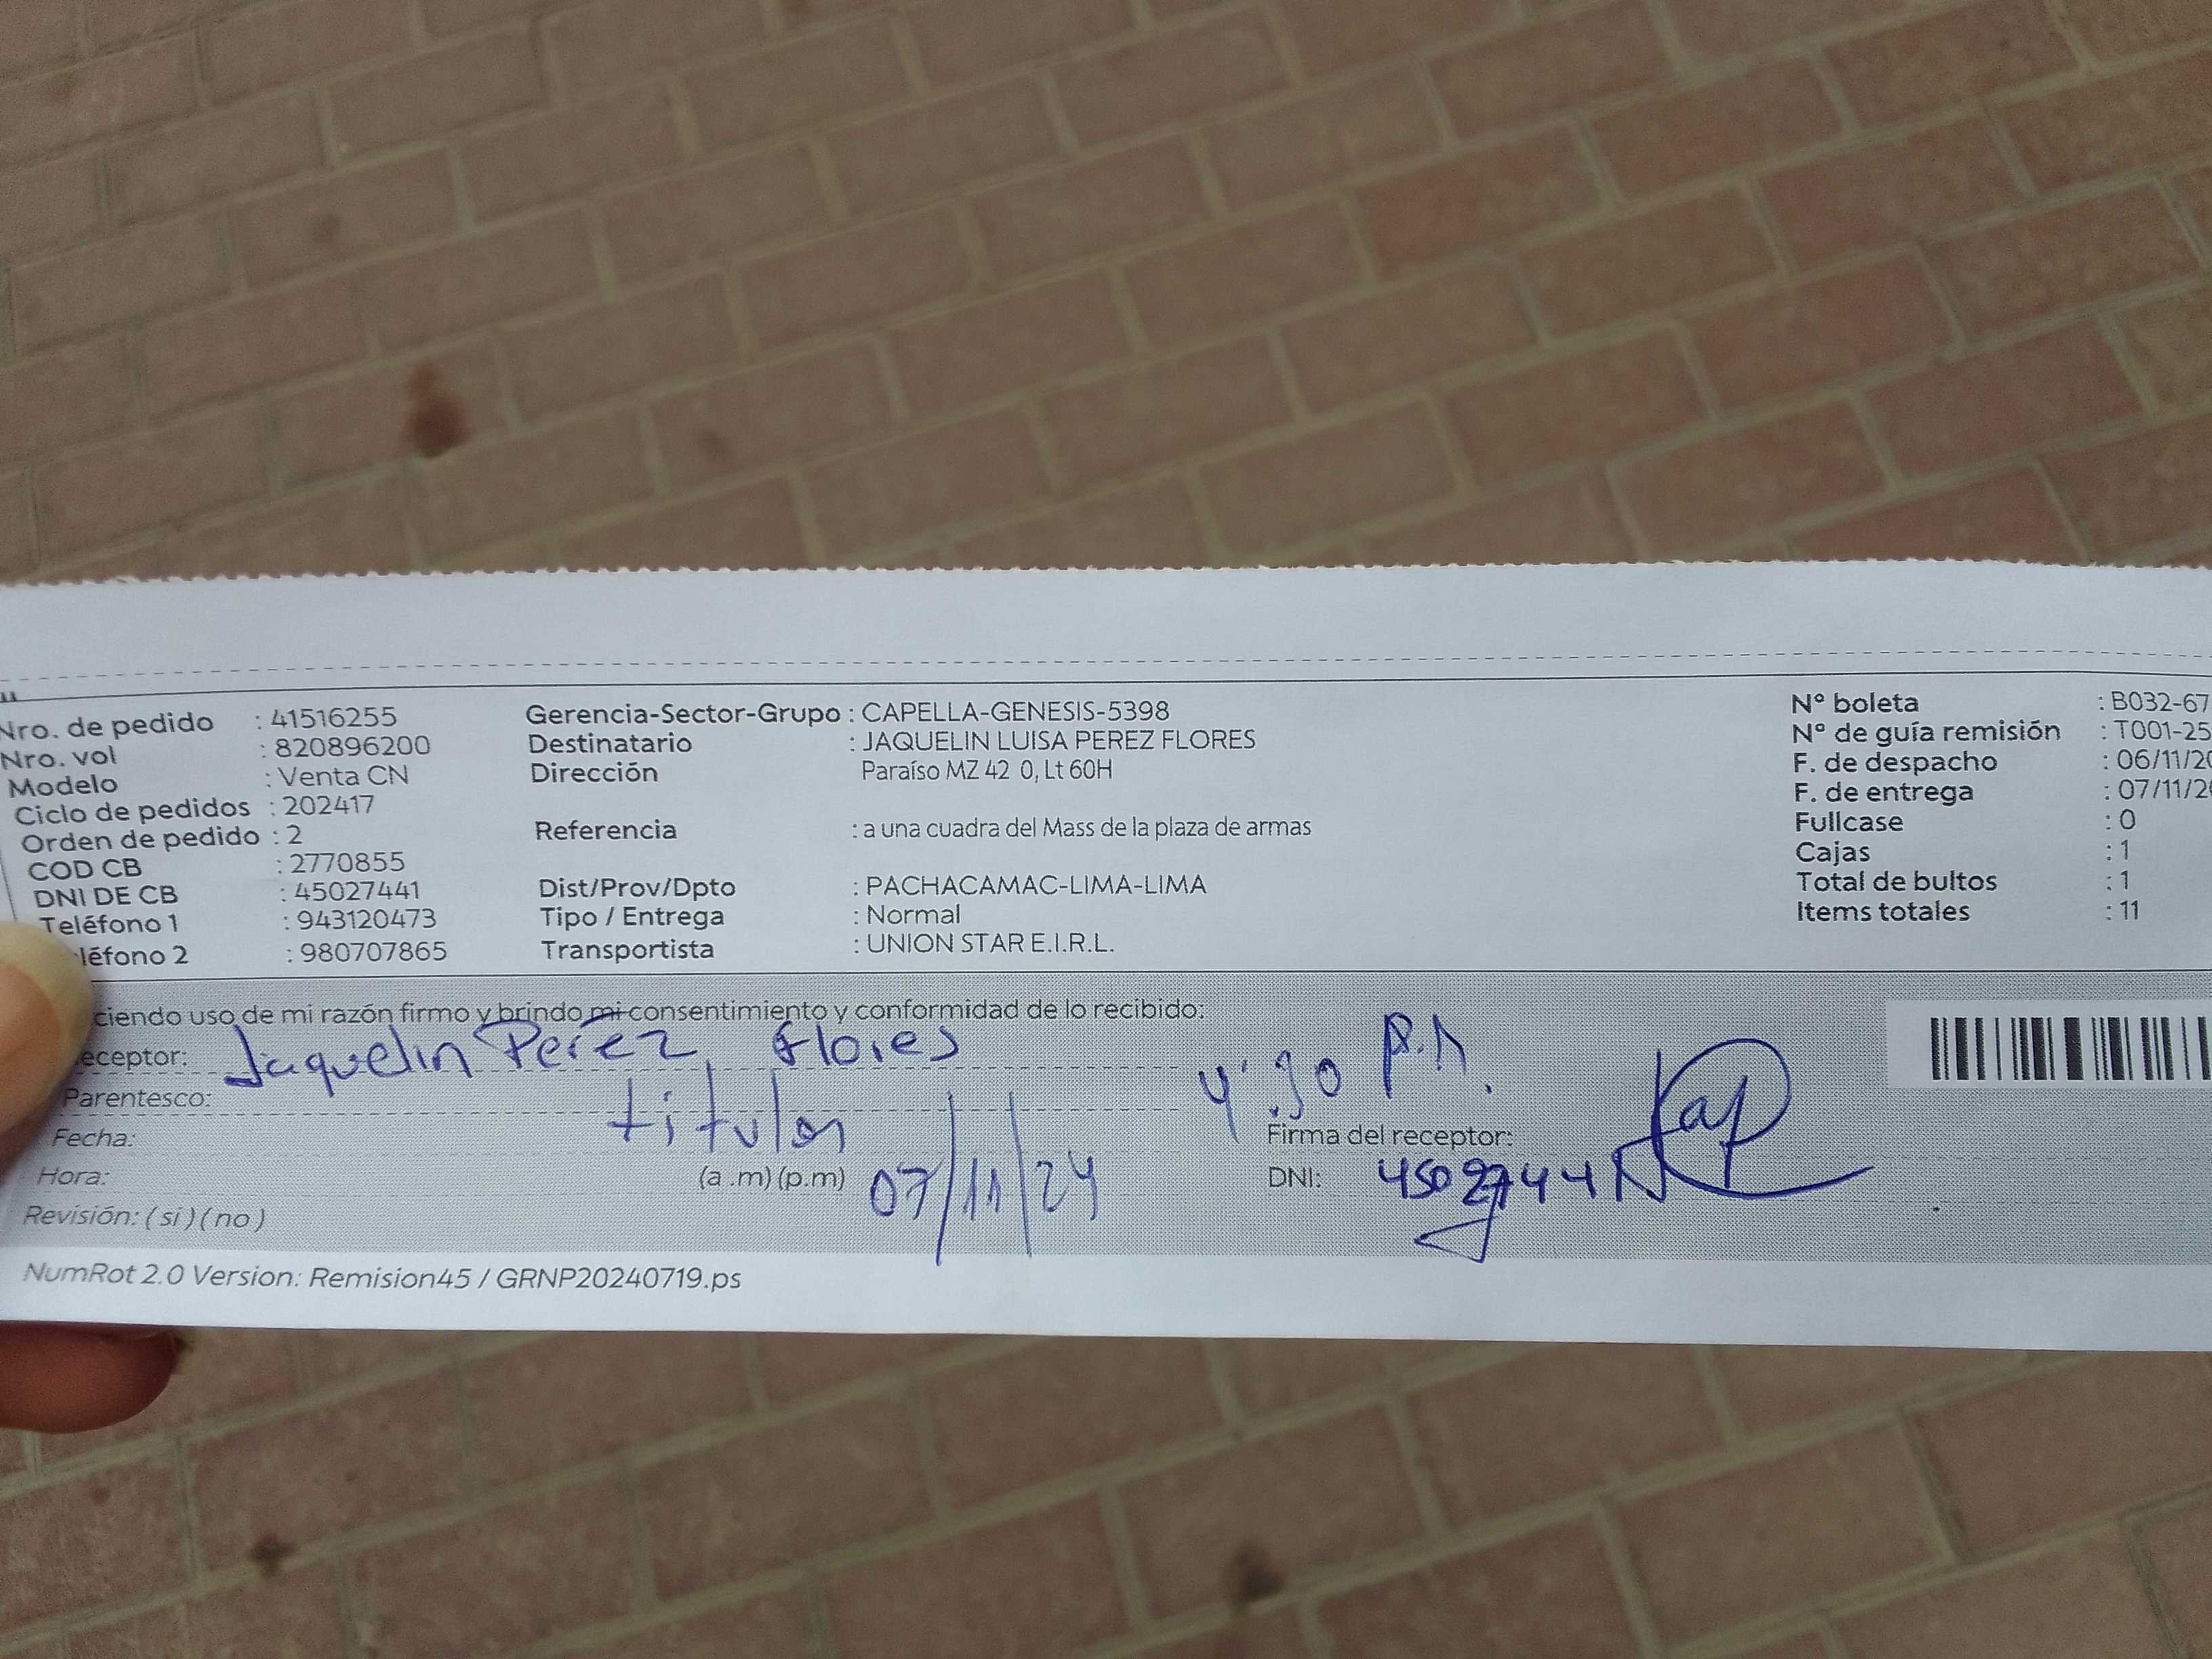 Nro. de pedido : 41516255 Gerencia-Sector-Grupo : CAPELLA-GENESIS-5398 N° boleta : B032-67
Nro. vol : 820896200 Destinatario : JAQUELIN LUISA PEREZ FLORES N° de guía remisión : T001-25
Modelo : Venta CN Dirección Paraíso MZ 42 0, Lt 60H F. de despacho : 06/11/20
Ciclo de pedidos : 202417 F. de entrega : 07/11/20
Orden de pedido : 2 Referencia : a una cuadra del Mass de la plaza de armas Fullcase : 0
COD CB : 2770855 Cajas : 1
DNI DE CB : 45027441 Dist/Prov/Dpto : PACHACAMAC-LIMA-LIMA Total de bultos : 1
Teléfono 1 : 943120473 Tipo / Entrega : Normal Items totales : 11
léfono 2 : 980707865 Transportista : UNION STAR E.I.R.L.
ciendo uso de mi razón firmo y brindo mi consentimiento y conformidad de lo recibido:
eceptor: Jaquelin Perez Flores
Parentesco: titular
4:30 P.M.
Fecha: Firma del receptor:
Hora: (a .m) (p.m) 07/11/24 DNI: 45027441
Revisión: ( si ) ( no )
NumRot 2.0 Version: Remision45 / GRNP20240719.ps